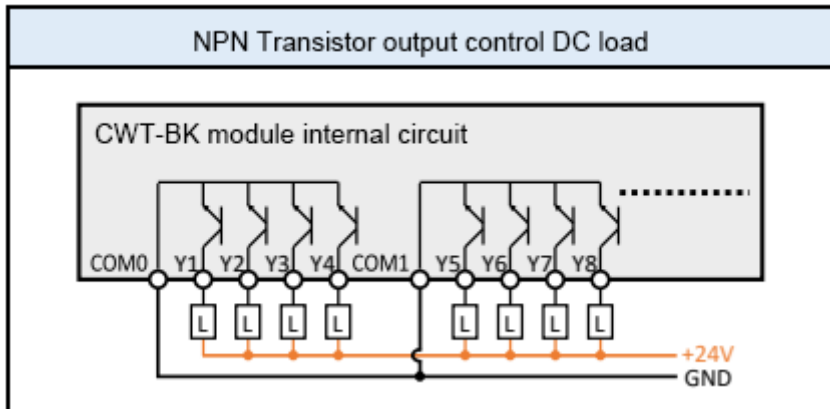 NPN Transistor output control DC load
CWT-BK module internal circuit
COM0 Y1 Y2 Y3 Y4 COM1 Y5 Y6 Y7 Y8
L L L L L L L L
+24V
GND